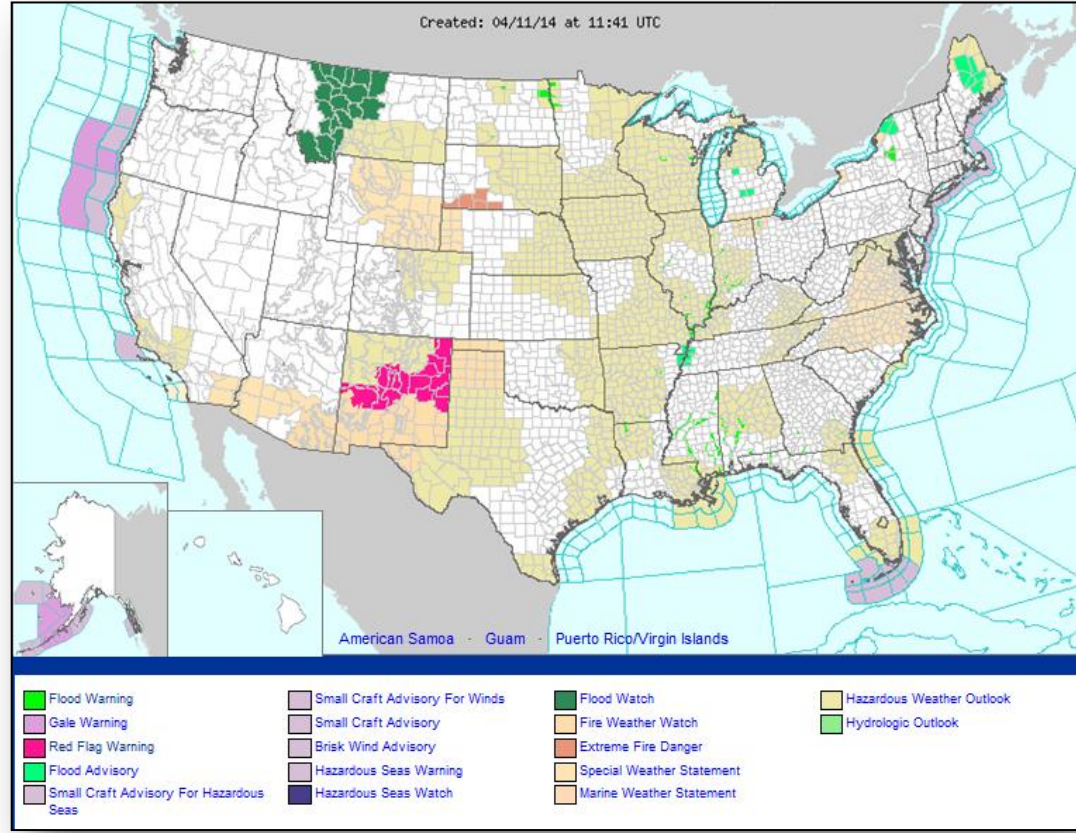 Created: 04/11/14 at 11:41 UTC
American Samoa - Guam - Puerto Rico/Virgin Islands
Flood Warning
Gale Warning
Red Flag Warning
Flood Advisory
Small Craft Advisory For Hazardous
Seas
Small Craft Advisory For Winds
Small Craft Advisory
Brisk Wind Advisory
Hazardous Seas Warning
Hazardous Seas Watch
Flood Watch
Fire Weather Watch
Extreme Fire Danger
Special Weather Statement
Marine Weather Statement
Hazardous Weather Outlook
Hydrologic Outlook